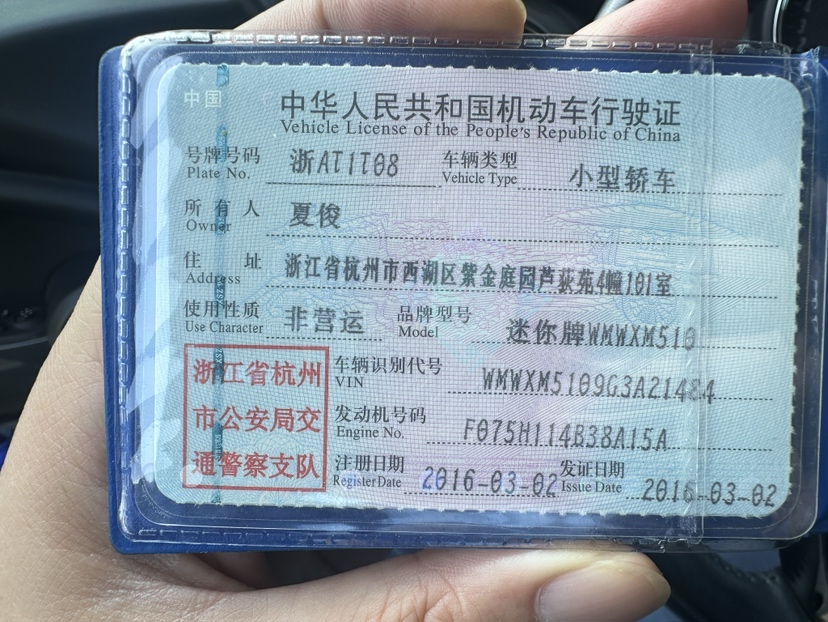 中国
中华人民共和国机动车行驶证
Vehicle License of the People's Republic of China
号牌号码 浙AT1T08 车辆类型 小型轿车
Plate No. Vehicle Type
所有人 夏俊
Owner
住址 浙江省杭州市西湖区紫金庭园芦荻苑4幢101室
Address
使用性质 非营运 品牌型号 迷你牌WMWXM510
Use Character Model
浙江省杭州
市公安局交
通警察支队
车辆识别代号 WMWXM5109G3A21484
VIN
发动机号码 F075H114B38A15A
Engine No.
注册日期 2016-03-02 发证日期 2016-03-02
Register Date Issue Date